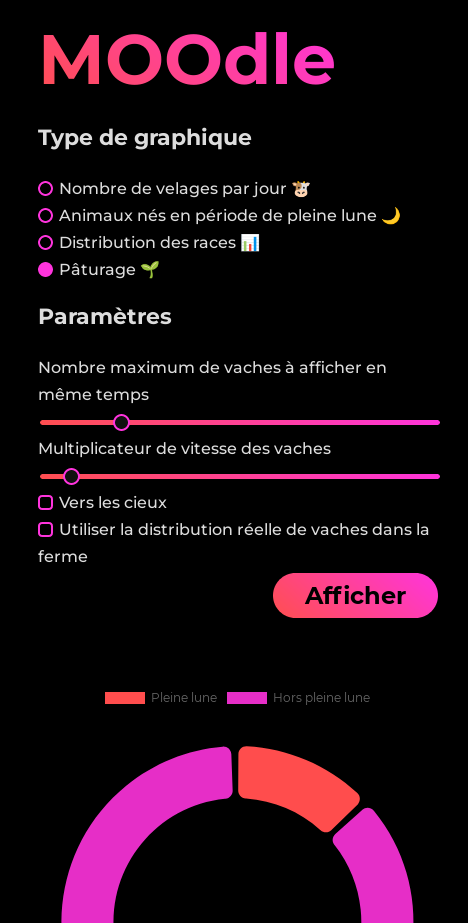 MOOdle
Type de graphique
Nombre de velages par jour 🐮
Animaux nés en période de pleine lune 🌙
Distribution des races 📊
Pâturage 🌱
Paramètres
Nombre maximum de vaches à afficher en
même temps
Multiplicateur de vitesse des vaches
Vers les cieux
Utiliser la distribution réelle de vaches dans la
ferme
Afficher
Pleine lune Hors pleine lune